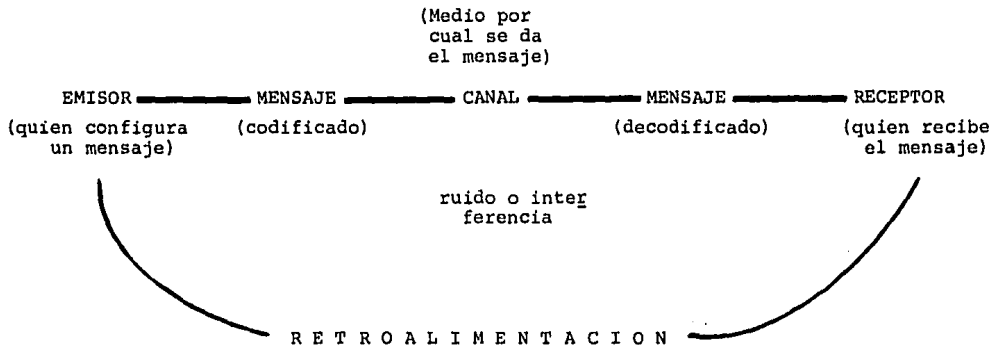 (Medio por
cual se da
el mensaje)
EMISOR MENSAJE CANAL MENSAJE RECEPTOR
(quien configura (codificado) (decodificado) (quien recibe
un mensaje) el mensaje)
ruido o inter
ferencia
RETROALIMENTACION